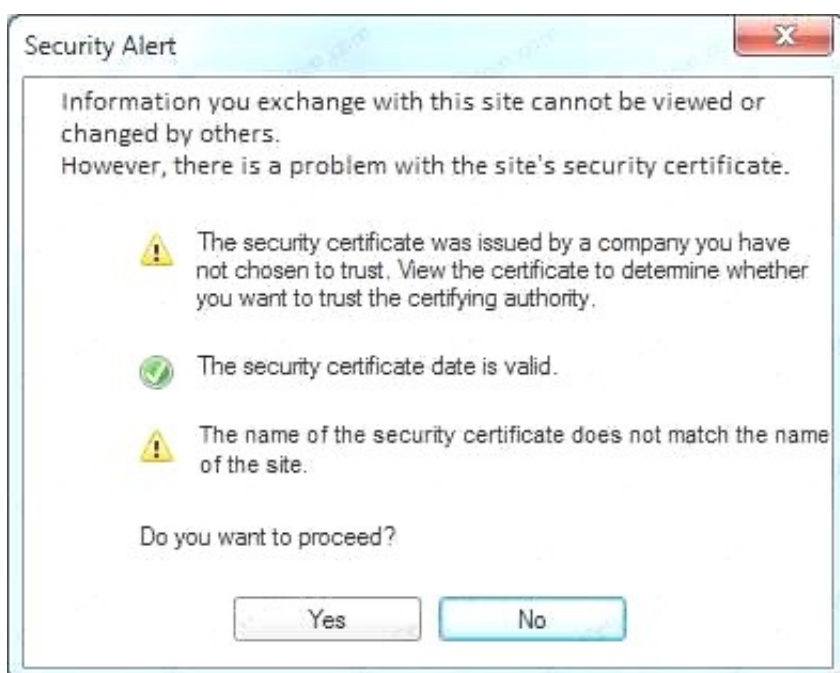 Security Alert
Information you exchange with this site cannot be viewed or
changed by others.
However, there is a problem with the site's security certificate.
The security certificate was issued by a company you have
not chosen to trust. View the certificate to determine whether
you want to trust the certifying authority.
The security certificate date is valid.
The name of the security certificate does not match the name
of the site.
Do you want to proceed?
Yes
No